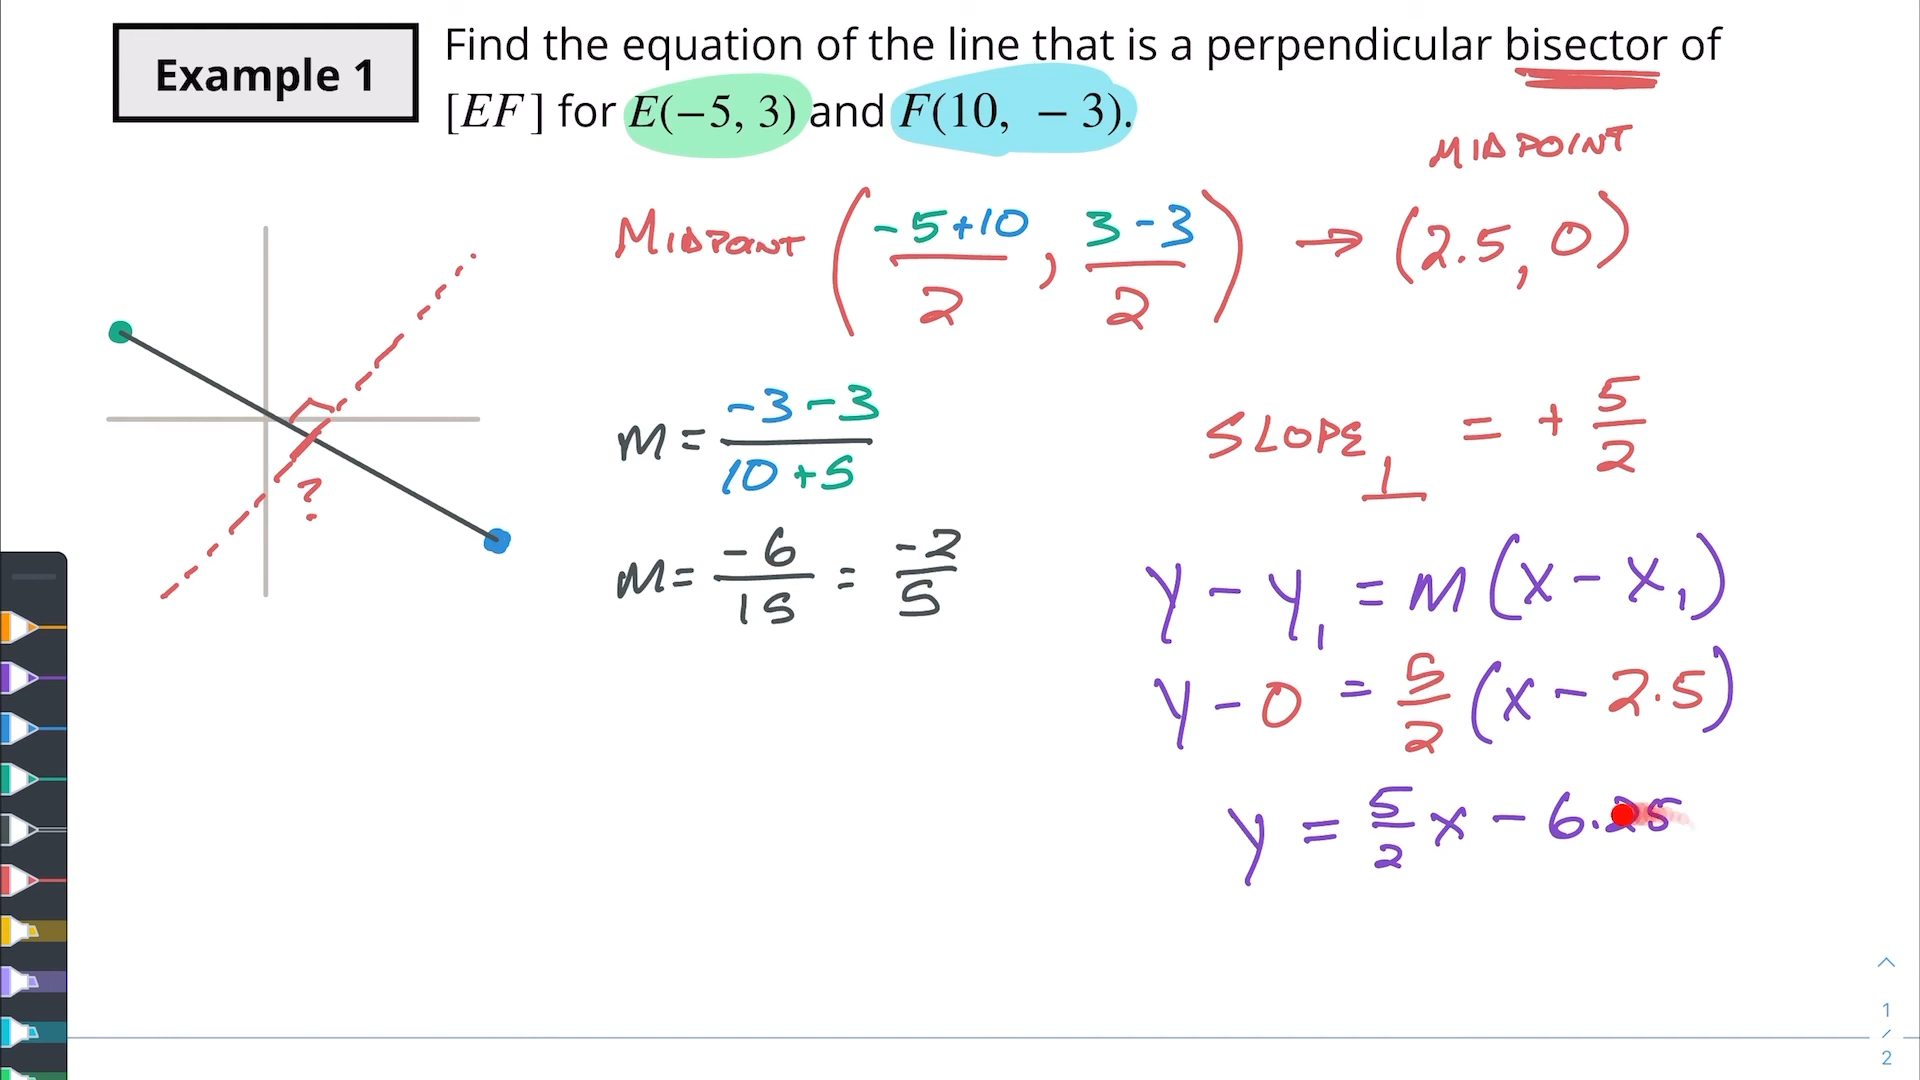 Example 1
Find the equation of the line that is a perpendicular bisector of
[EF] for E(−5, 3) and F(10, − 3).
MIDPOINT
MIDPOINT (-5+10/2, 3-3/2) → (2.5, 0)
m = -3-3/10+5
SLOPE⊥ = + 5/2
m = -6/15 = -2/5
?
y - y₁ = m(x - x₁)
y - 0 = 5/2 (x - 2.5)
y = 5/2 x - 6.25
1
/
2